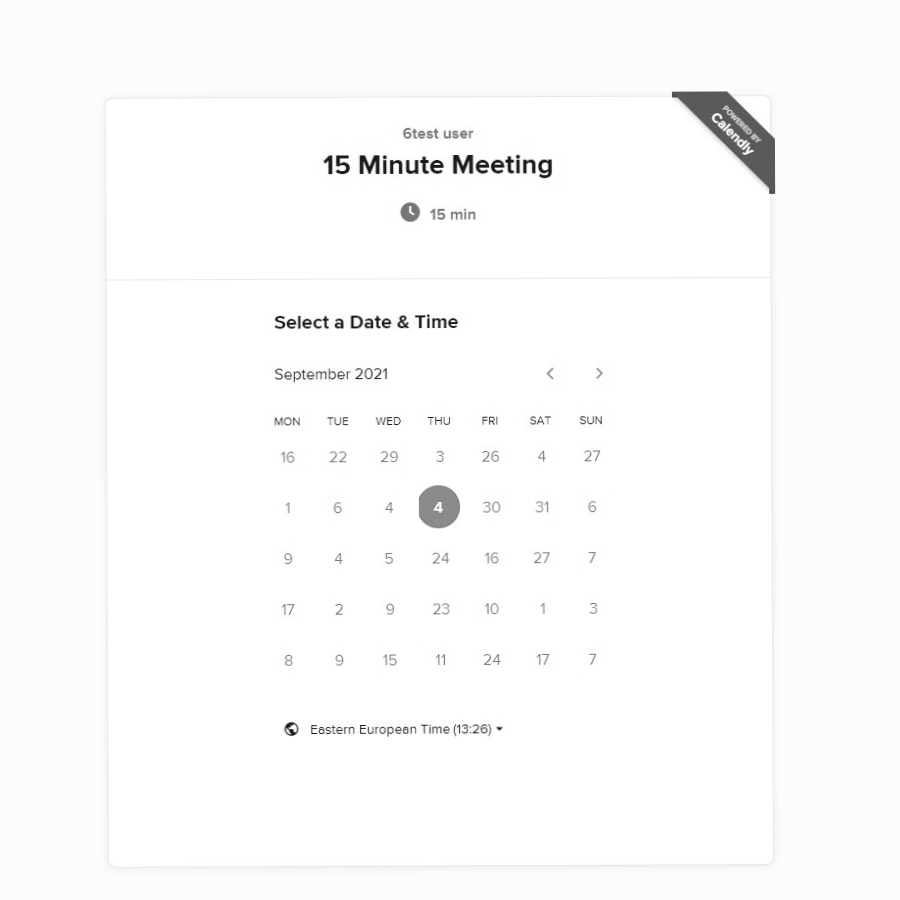 POWERED BY
Calendly
6test user
15 Minute Meeting
15 min
Select a Date & Time
September 2021
MON TUE WED THU FRI SAT SUN
16 22 29 3 26 4 27
1 6 4 4 30 31 6
9 4 5 24 16 27 7
17 2 9 23 10 1 3
8 9 15 11 24 17 7
Eastern European Time (13:26)